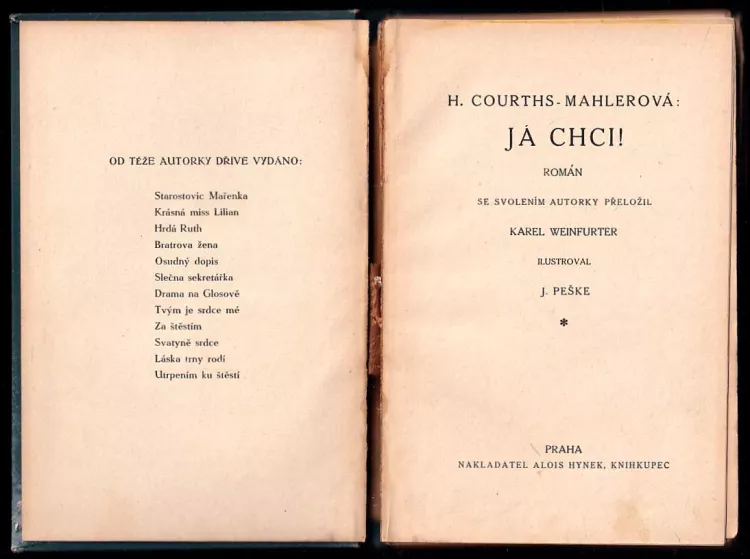 OD TÉŽE AUTORKY DŘÍVE VYDÁNO:
Starostovic Mařenka
Krásná miss Lilian
Hrdá Ruth
Bratrova žena
Osudný dopis
Slečna sekretářka
Drama na Glosově
Tvým je srdce mé
Za štěstím
Svatyně srdce
Láska trny rodí
Utrpením ku štěstí
H. COURTHS-MAHLEROVÁ:
JÁ CHCI!
ROMÁN
SE SVOLENÍM AUTORKY PŘELOŽIL
KAREL WEINFURTER
ILUSTROVAL
J. PEŠKE
*
PRAHA
NAKLADATEL ALOIS HYNEK, KNIHKUPEC